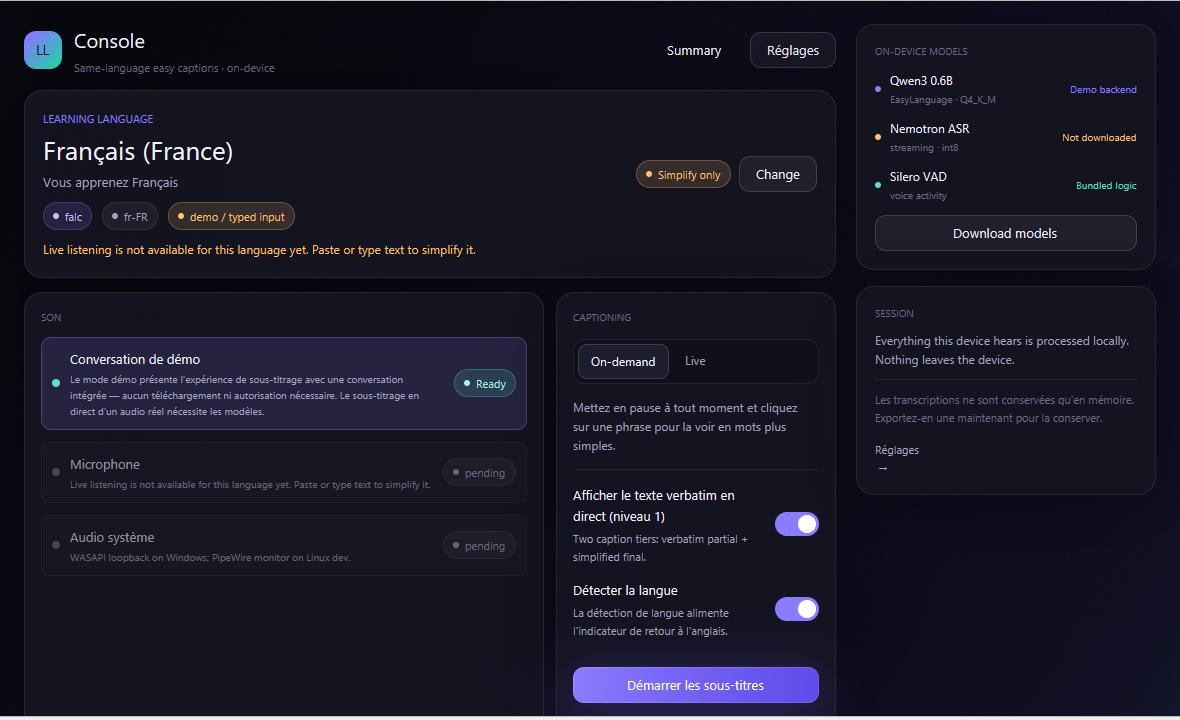 LL
Console
Same-language easy captions · on-device
Summary
Réglages
LEARNING LANGUAGE
Français (France)
Vous apprenez Français
falc
fr-FR
demo / typed input
Simplify only
Change
Live listening is not available for this language yet. Paste or type text to simplify it.
SON
Conversation de démo
Le mode démo présente l'expérience de sous-titrage avec une conversation
intégrée — aucun téléchargement ni autorisation nécessaire. Le sous-titrage en
direct d'un audio réel nécessite les modèles.
Ready
Microphone
Live listening is not available for this language yet. Paste or type text to simplify it.
pending
Audio système
WASAPI loopback on Windows; PipeWire monitor on Linux dev.
pending
CAPTIONING
On-demand
Live
Mettez en pause à tout moment et cliquez
sur une phrase pour la voir en mots plus
simples.
Afficher le texte verbatim en
direct (niveau 1)
Two caption tiers: verbatim partial +
simplified final.
Détecter la langue
La détection de langue alimente
l'indicateur de retour à l'anglais.
Démarrer les sous-titres
ON-DEVICE MODELS
Qwen3 0.6B
EasyLanguage · Q4_K_M
Demo backend
Nemotron ASR
streaming · int8
Not downloaded
Silero VAD
voice activity
Bundled logic
Download models
SESSION
Everything this device hears is processed locally.
Nothing leaves the device.
Les transcriptions ne sont conservées qu'en mémoire.
Exportez-en une maintenant pour la conserver.
Réglages
→